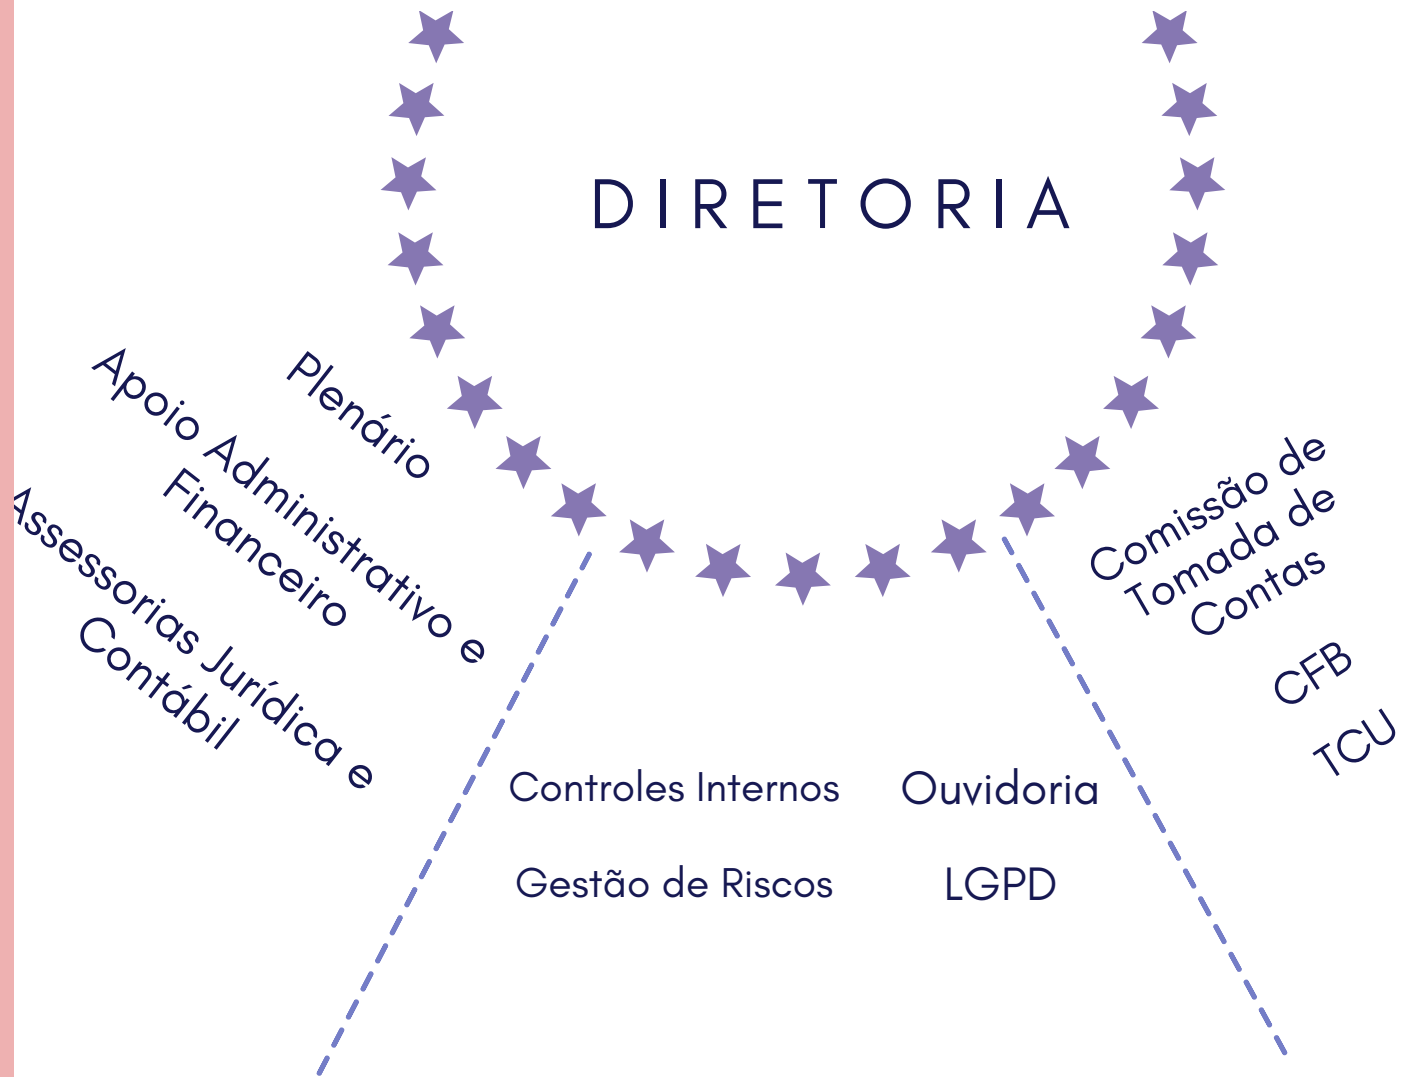 DIRETORIA
Plenário
Apoio Administrativo e
Financeiro
Assessorias Jurídica e
Contábil
Controles Internos
Ouvidoria
Gestão de Riscos
LGPD
Comissão de
Tomada de
Contas
CFB
TCU